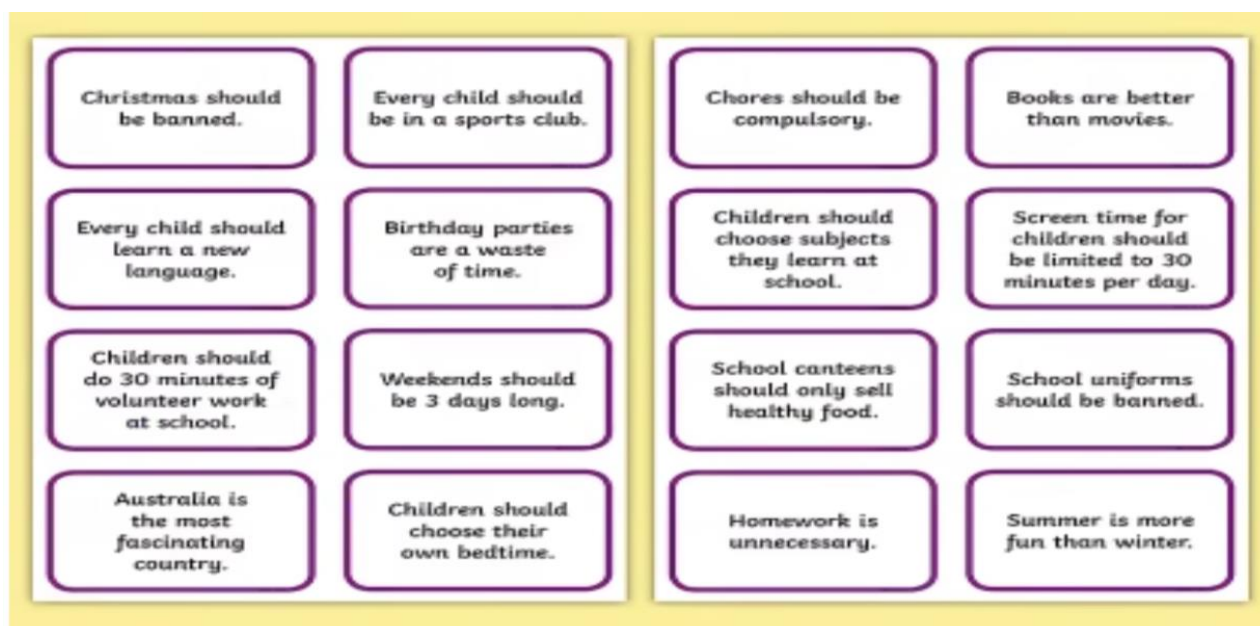 Christmas should
be banned.
Every child should
be in a sports club.
Every child should
learn a new
language.
Birthday parties
are a waste
of time.
Children should
do 30 minutes of
volunteer work
at school.
Weekends should
be 3 days long.
Australia is
the most
fascinating
country.
Children should
choose their
own bedtime.
Chores should be
compulsory.
Books are better
than movies.
Children should
choose subjects
they learn at
school.
Screen time for
children should
be limited to 30
minutes per day.
School canteens
should only sell
healthy food.
School uniforms
should be banned.
Homework is
unnecessary.
Summer is more
fun than winter.